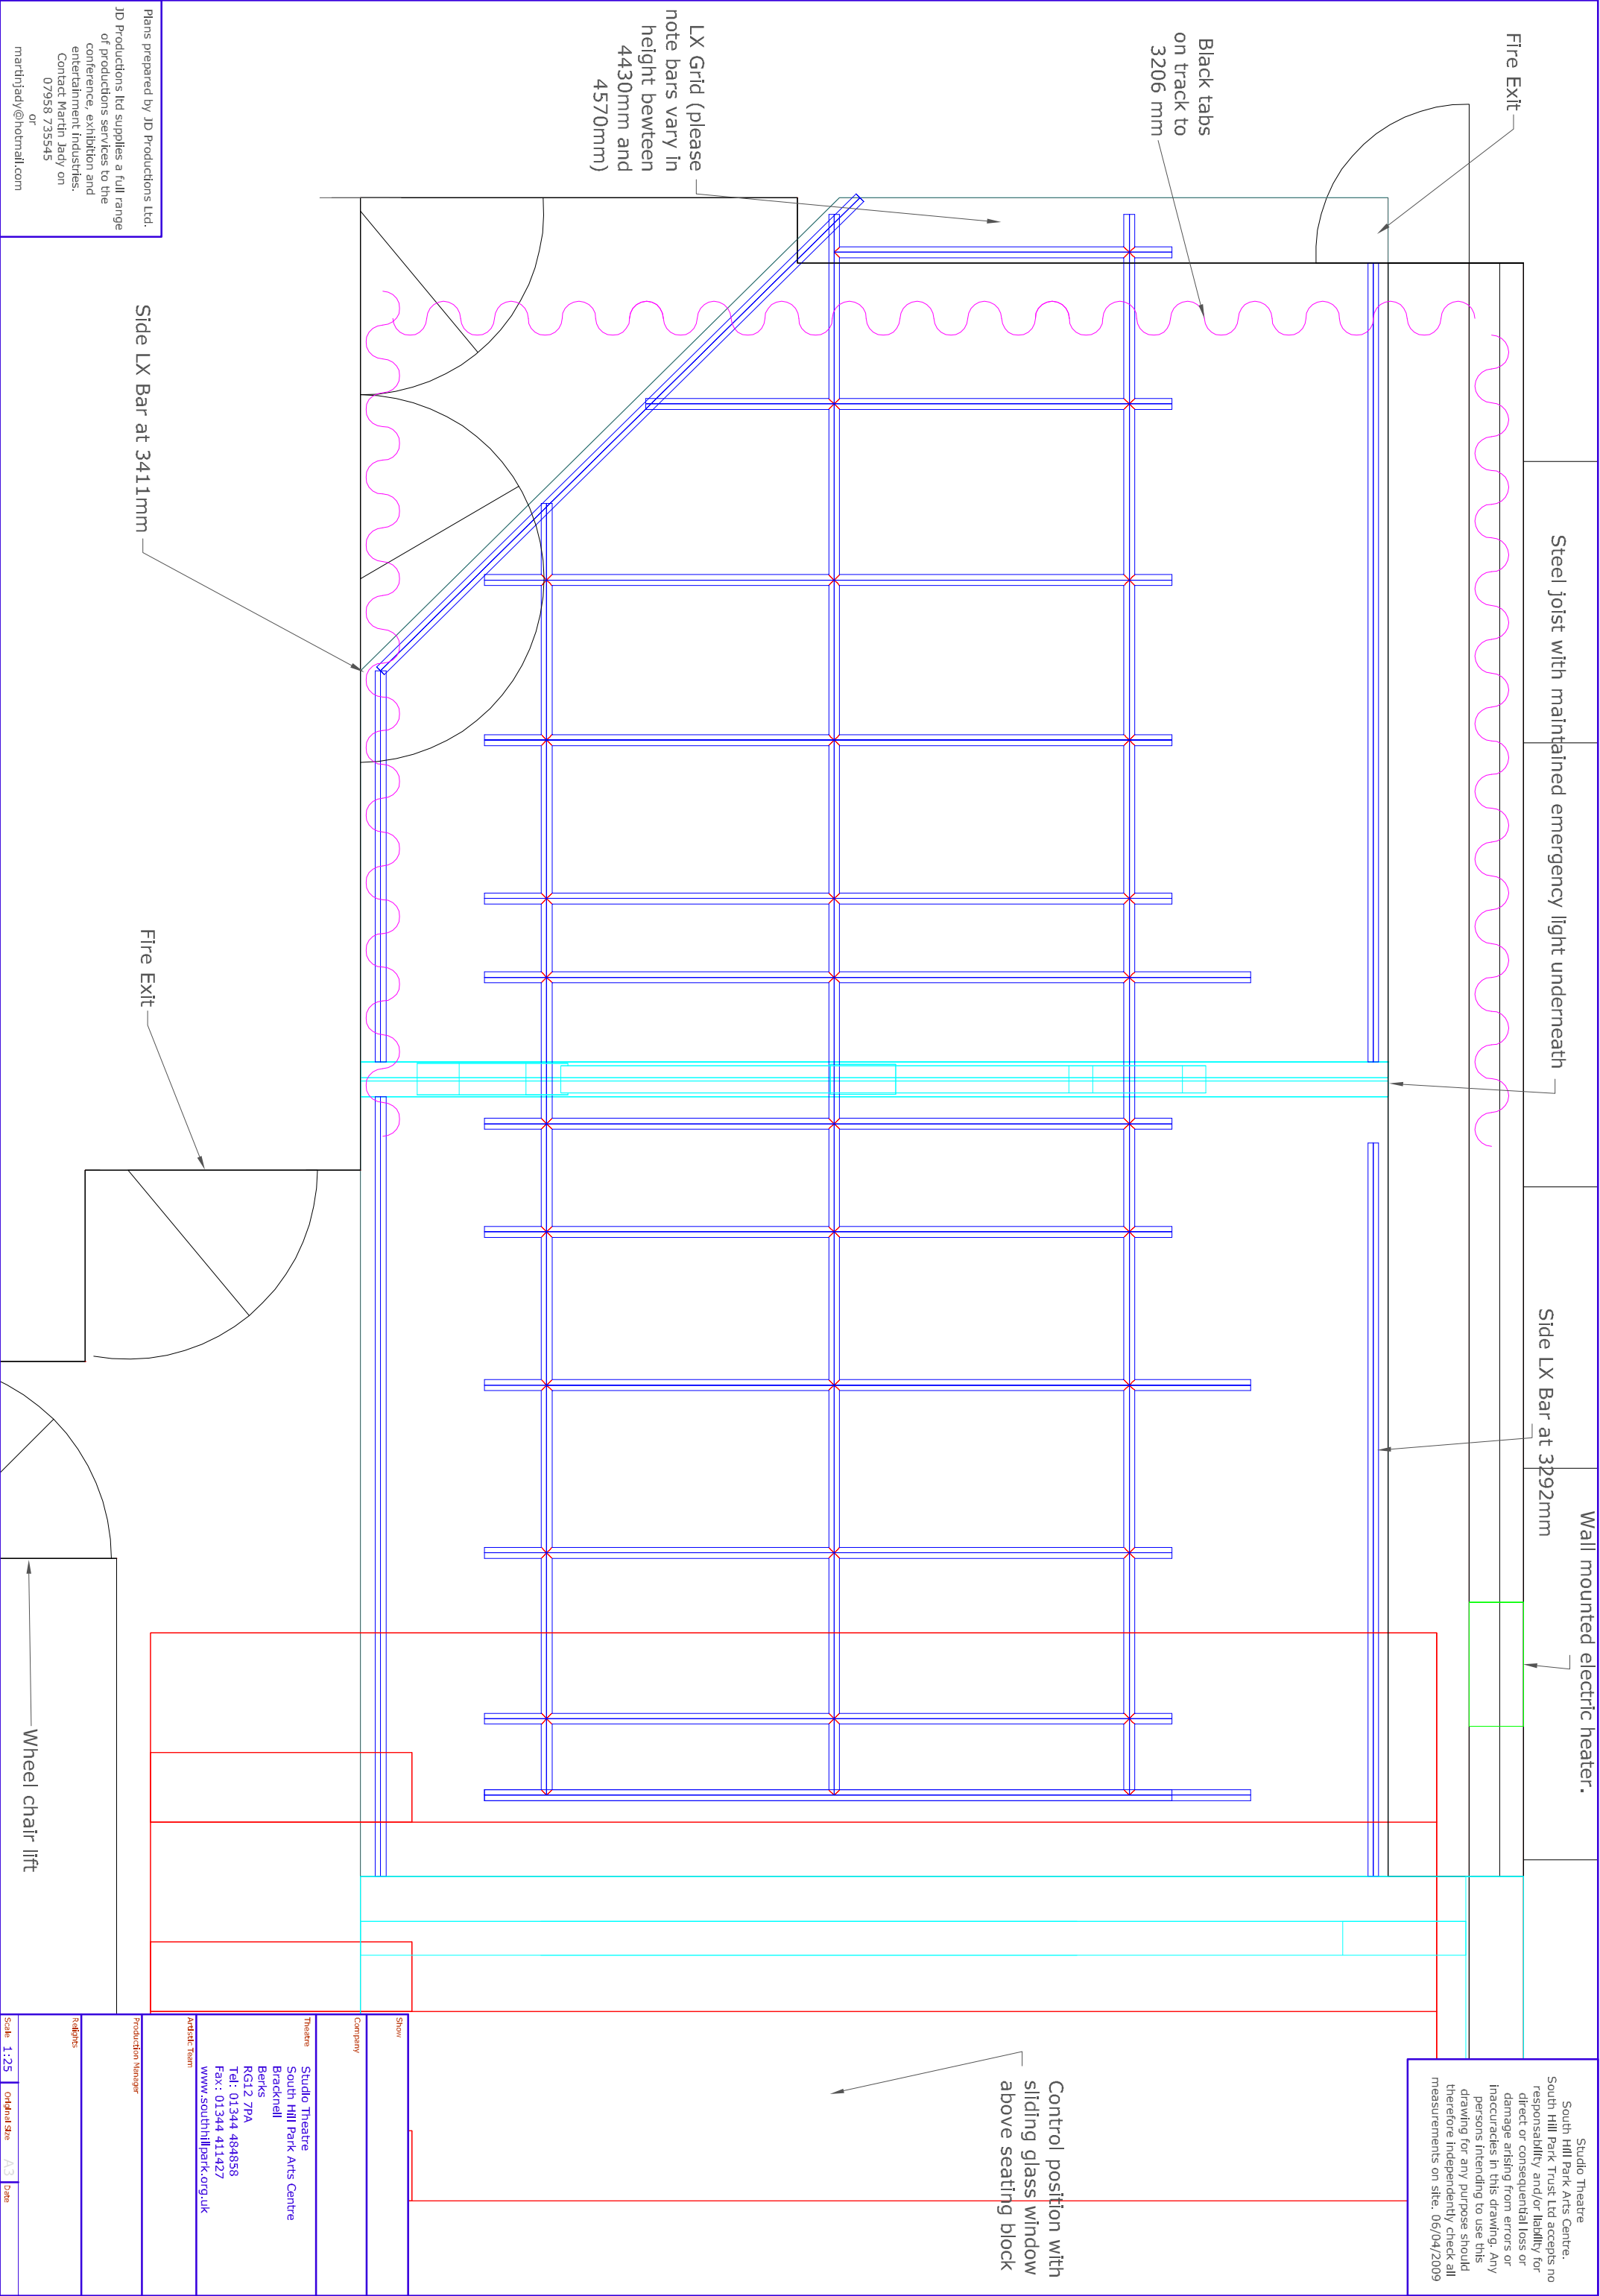 Plans prepared by JD Productions Ltd.
JD Productions ltd supplies a full range
of productions services to the
conference, exhibition and
entertainment industries.
Contact Martin Jady on
07958 735545
or
martinjady@hotmail.com
Fire Exit
Black tabs
on track to
3206 mm
LX Grid (please
note bars vary in
height bewteen
4430mm and
4570mm)
Side LX Bar at 3411mm
Steel joist with maintained emergency light underneath
Fire Exit
Side LX Bar at 3292mm
Wall mounted electric heater.
Wheel chair lift
Control position with
sliding glass window
above seating block
Studio Theatre
South Hill Park Arts Centre.
South Hill Park Trust Ltd accepts no
responsability and/or liability for
direct or consequential loss or
damage arising from errors or
inaccuracies in this drawing. Any
persons intending to use this
drawing for any purpose should
therefore independently check all
measurements on site. 06/04/2009
Show
Company
Theatre
Studio Theatre
South Hill Park Arts Centre
Bracknell
Berks
RG12 7PA
Tel: 01344 484858
Fax: 01344 411427
www.southhillpark.org.uk
Artistic Team
Production Manager
Relights
Scale 1:25 Original Size A3 Date